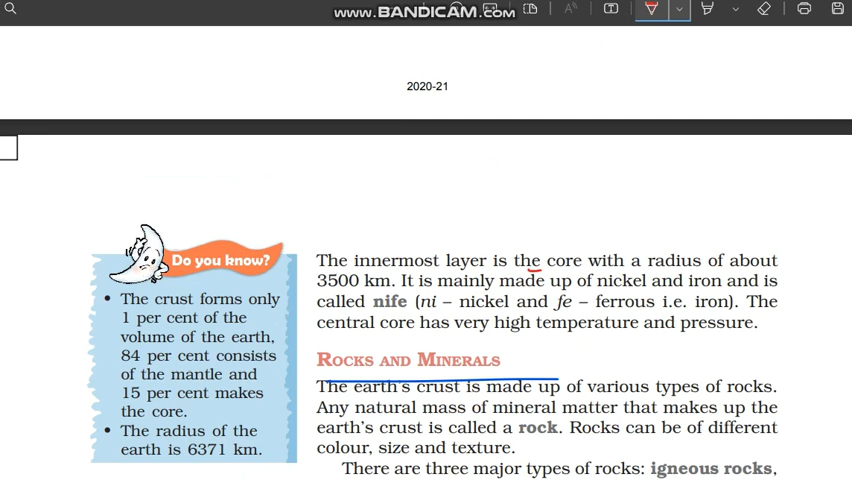 www.BANDICAM.com
2020-21
Do you know?
• The crust forms only
1 per cent of the
volume of the earth,
84 per cent consists
of the mantle and
15 per cent makes
the core.
• The radius of the
earth is 6371 km.
The innermost layer is the core with a radius of about
3500 km. It is mainly made up of nickel and iron and is
called nife (ni – nickel and fe – ferrous i.e. iron). The
central core has very high temperature and pressure.
ROCKS AND MINERALS
The earth's crust is made up of various types of rocks.
Any natural mass of mineral matter that makes up the
earth's crust is called a rock. Rocks can be of different
colour, size and texture.
There are three major types of rocks: igneous rocks,